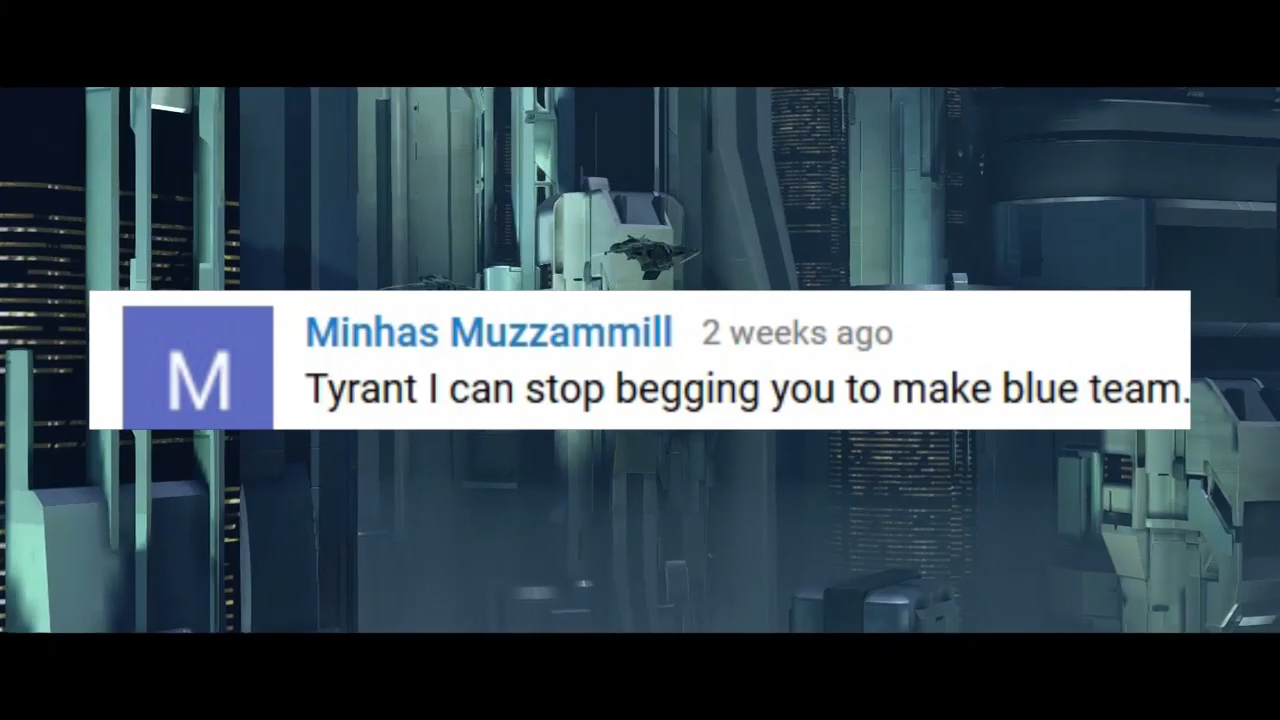 M
Minhas Muzzammill 2 weeks ago
Tyrant I can stop begging you to make blue team.